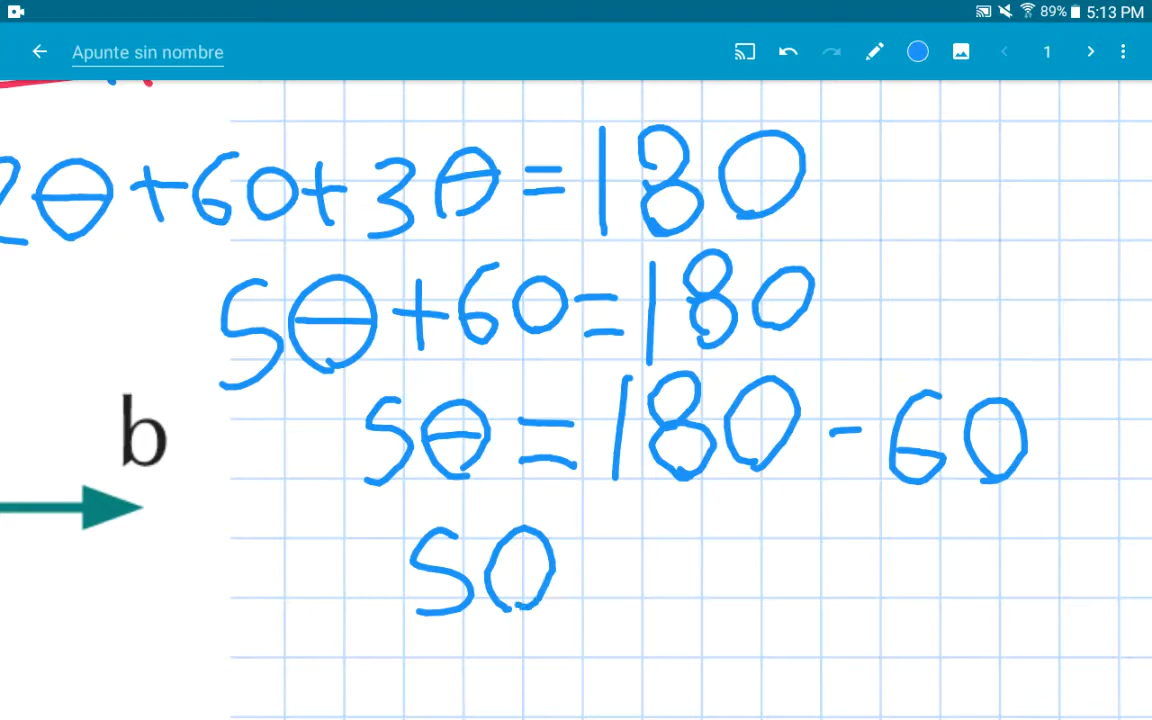 89% 5:13 PM
Apunte sin nombre
1
2θ+60+3θ=180
5θ+60=180
5θ=180-60
50
b